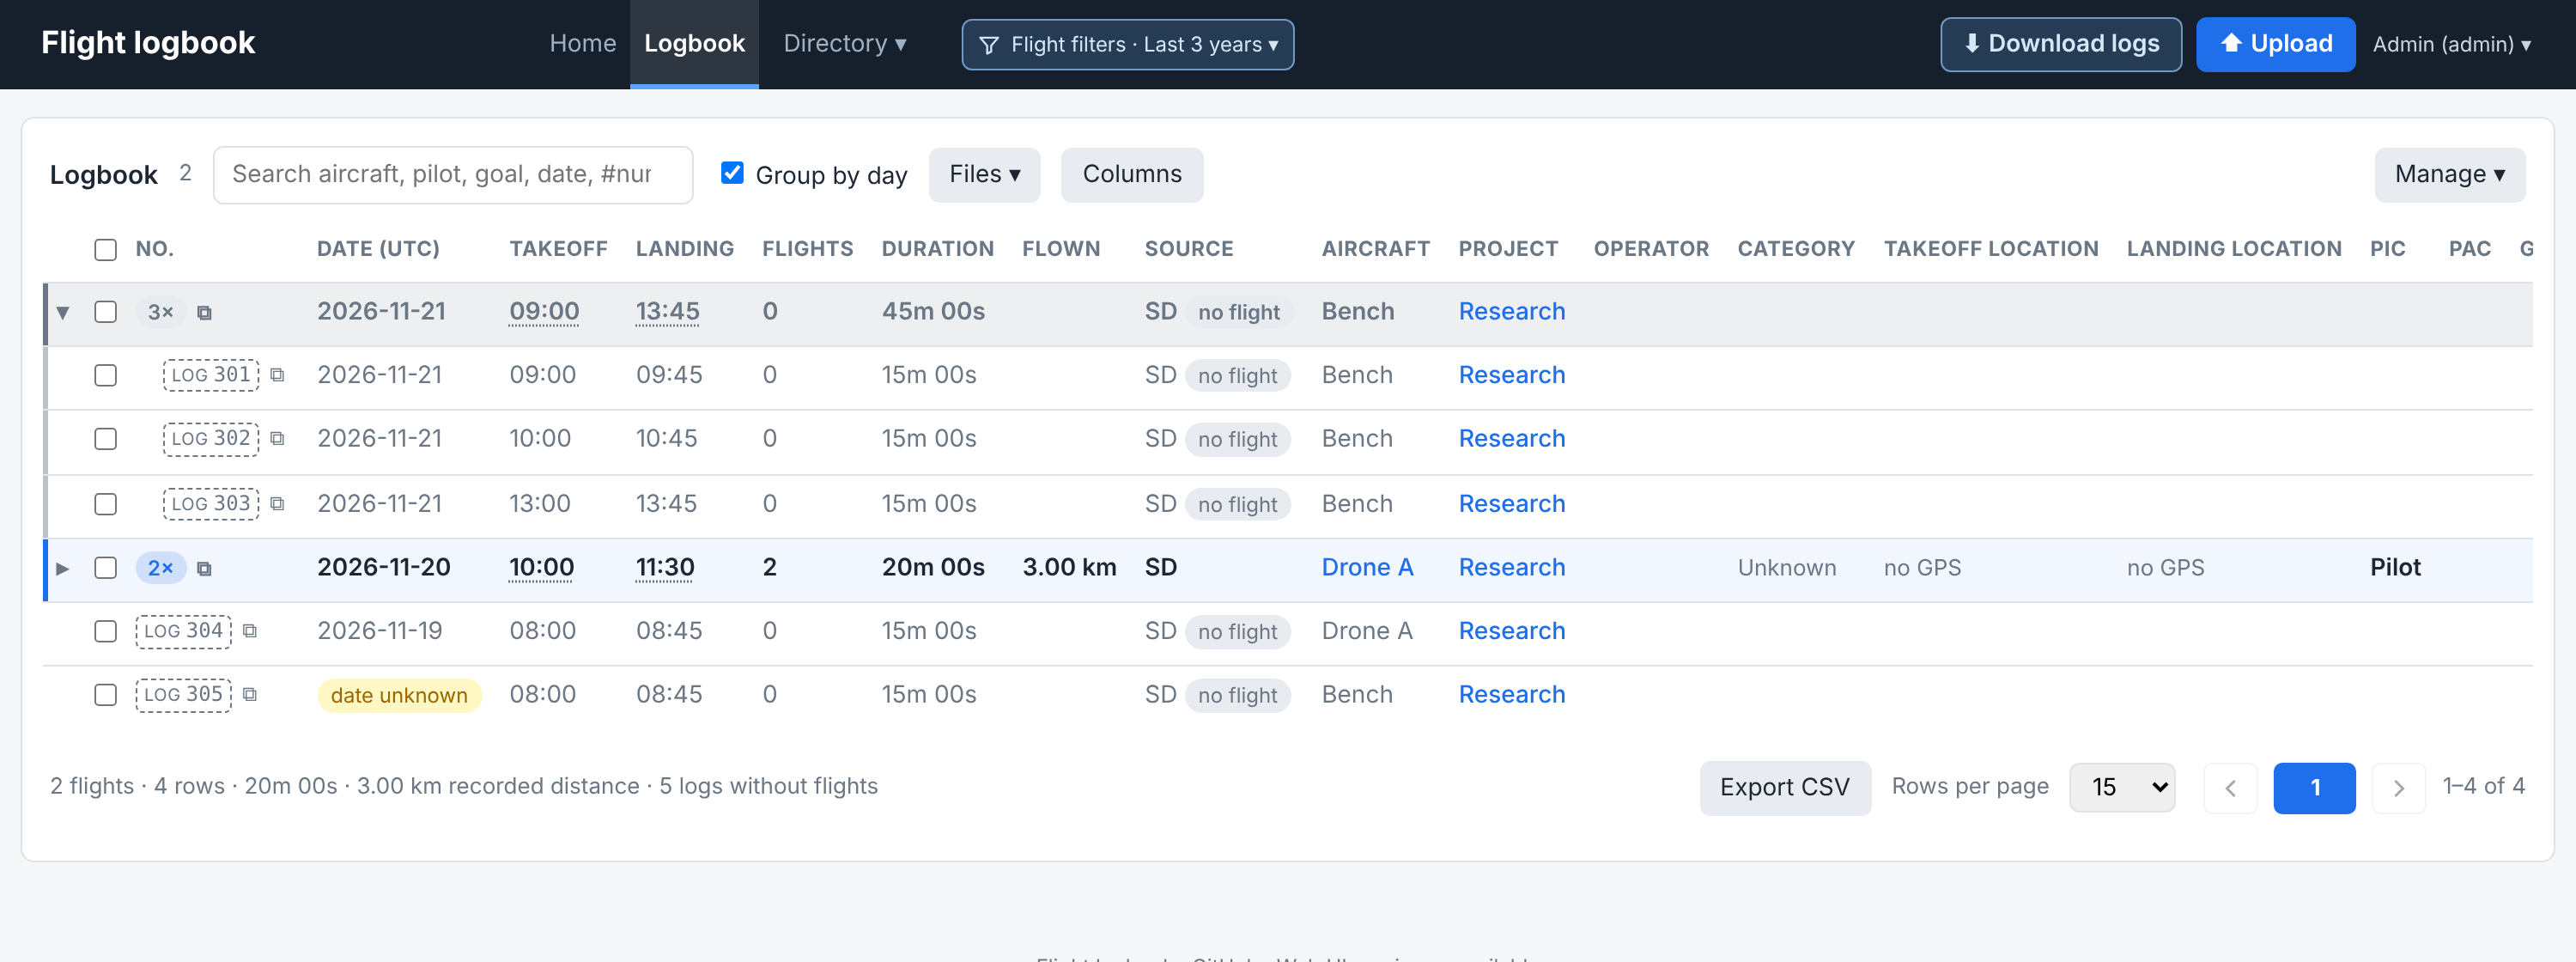 Flight logbook Home Logbook Directory ▾ Flight filters · Last 3 years ▾ ⬇ Download logs ⬆ Upload Admin (admin) ▾
Logbook 2 Search aircraft, pilot, goal, date, #nur Group by day Files ▾ Columns Manage ▾
NO. DATE (UTC) TAKEOFF LANDING FLIGHTS DURATION FLOWN SOURCE AIRCRAFT PROJECT OPERATOR CATEGORY TAKEOFF LOCATION LANDING LOCATION PIC PAC G
▼ 3× 2026-11-21 09:00 13:45 0 45m 00s SD no flight Bench Research
LOG 301 2026-11-21 09:00 09:45 0 15m 00s SD no flight Bench Research
LOG 302 2026-11-21 10:00 10:45 0 15m 00s SD no flight Bench Research
LOG 303 2026-11-21 13:00 13:45 0 15m 00s SD no flight Bench Research
▶ 2× 2026-11-20 10:00 11:30 2 20m 00s 3.00 km SD Drone A Research Unknown no GPS no GPS Pilot
LOG 304 2026-11-19 08:00 08:45 0 15m 00s SD no flight Drone A Research
LOG 305 date unknown 08:00 08:45 0 15m 00s SD no flight Bench Research
2 flights · 4 rows · 20m 00s · 3.00 km recorded distance · 5 logs without flights Export CSV Rows per page 15 1 1–4 of 4